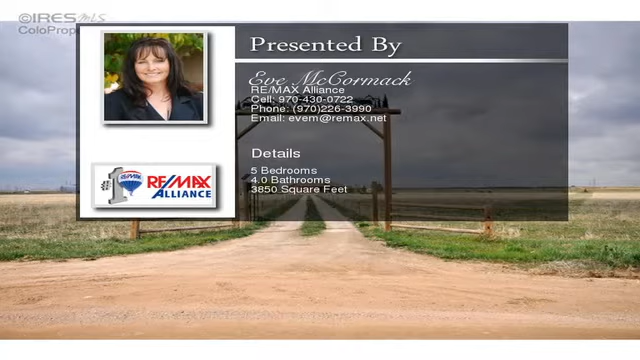 ©IRES MLS
ColoProp
Presented By
Eve McCormack
RE/MAX Alliance
Cell: 970-430-0722
Phone: (970)226-3990
Email: evem@remax.net
Details
5 Bedrooms
4.0 Bathrooms
3850 Square Feet
RE/MAX
ALLIANCE